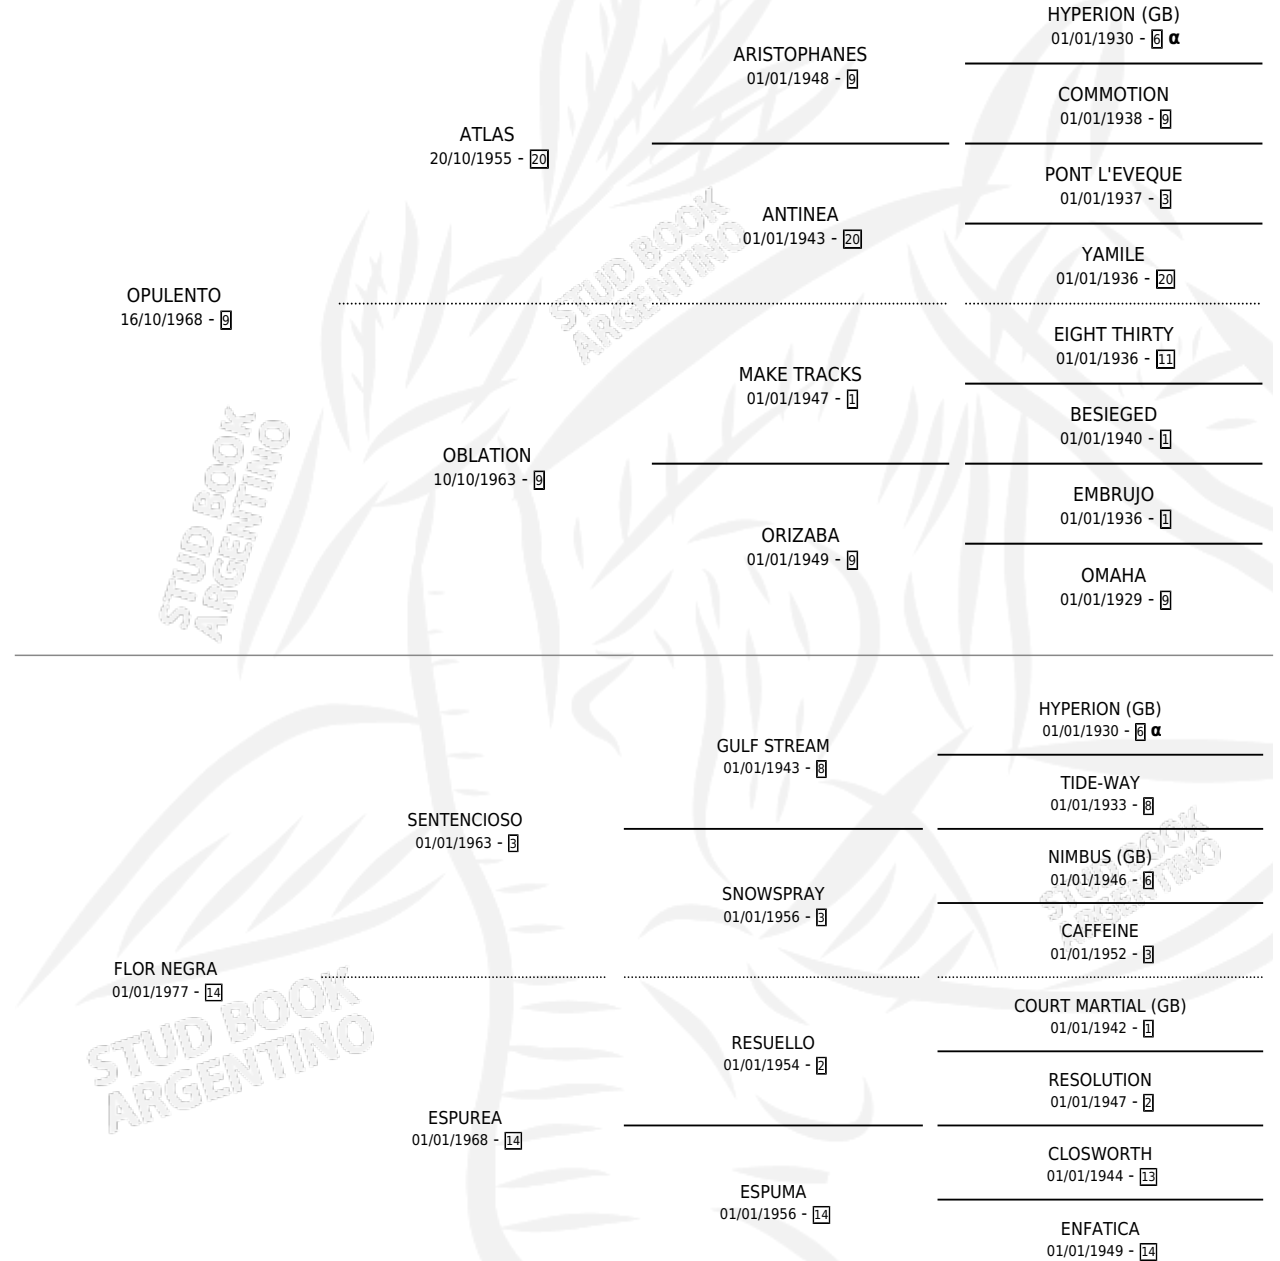 OPULENTO
16/10/1968 - 9
ATLAS
20/10/1955 - 20
ARISTOPHANES
01/01/1948 - 9
HYPERION (GB)
01/01/1930 - 6 α
COMMOTION
01/01/1938 - 9
ANTINEA
01/01/1943 - 20
PONT L'EVEQUE
01/01/1937 - 3
YAMILE
01/01/1936 - 20
OBLATION
10/10/1963 - 9
MAKE TRACKS
01/01/1947 - 1
EIGHT THIRTY
01/01/1936 - 11
BESIEGED
01/01/1940 - 1
ORIZABA
01/01/1949 - 9
EMBRUJO
01/01/1936 - 1
OMAHA
01/01/1929 - 9
FLOR NEGRA
01/01/1977 - 14
SENTENCIOSO
01/01/1963 - 3
GULF STREAM
01/01/1943 - 8
HYPERION (GB)
01/01/1930 - 6 α
TIDE-WAY
01/01/1933 - 8
SNOWSPRAY
01/01/1956 - 3
NIMBUS (GB)
01/01/1946 - 6
CAFFEINE
01/01/1952 - 3
ESPUREA
01/01/1968 - 14
RESUELLO
01/01/1954 - 2
COURT MARTIAL (GB)
01/01/1942 - 1
RESOLUTION
01/01/1947 - 2
ESPUMA
01/01/1956 - 14
CLOSWORTH
01/01/1944 - 13
ENFATICA
01/01/1949 - 14
STUD BOOK
ARGENTINO
STUD BOOK
ARGENTINO
STUD BOOK
ARGENTINO
STUD BOOK
ARGENTINO